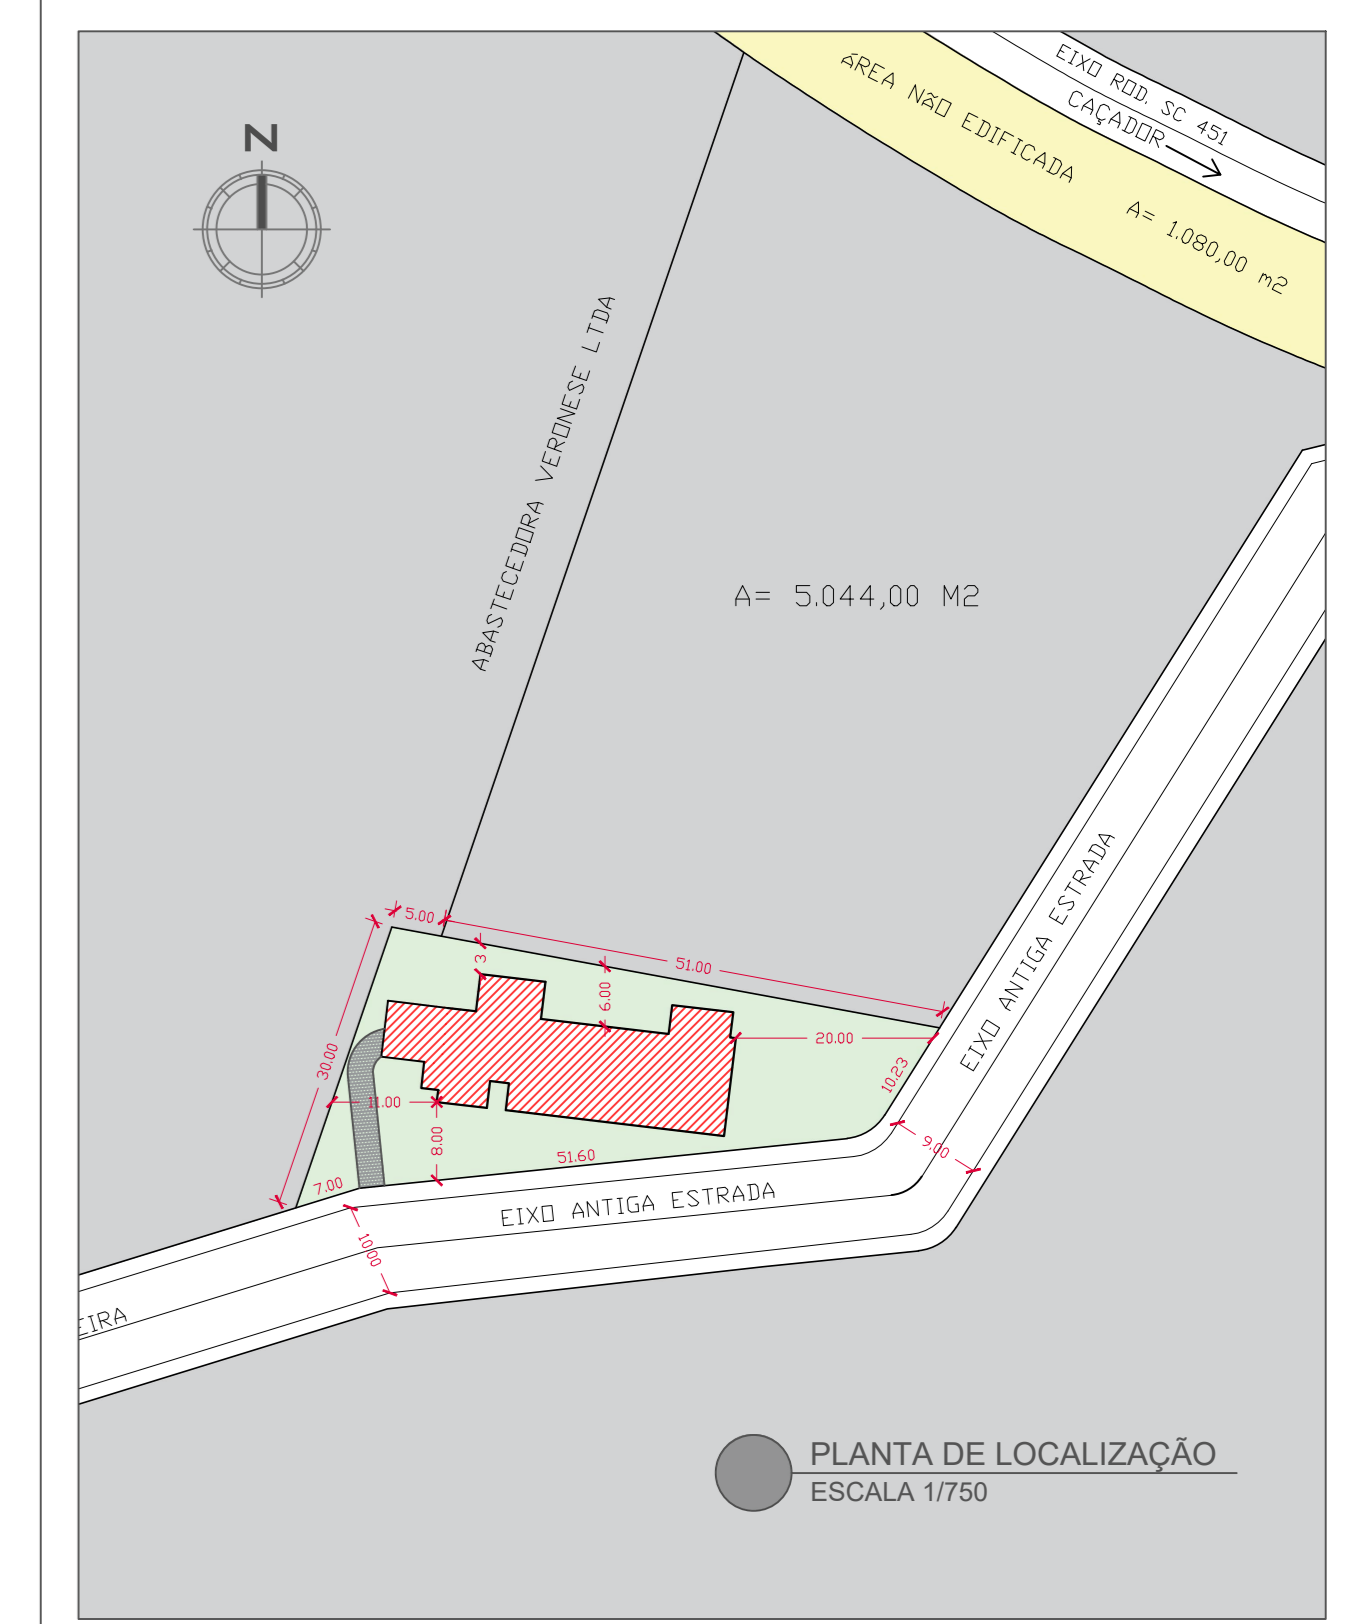 EIXO ROD. SC 451
CAÇADOR
ÁREA NÃO EDIFICADA
A= 1.080,00 m2
N
ABASTECEDORA VERONESE LTDA
A= 5.044,00 M2
EIXO ANTIGA ESTRADA
5.00
51.00
3
6.00
30.00
20.00
10.23
11.00
8.00
9.00
51.60
7.00
EIXO ANTIGA ESTRADA
10.00
EIRA
PLANTA DE LOCALIZAÇÃO
ESCALA 1/750